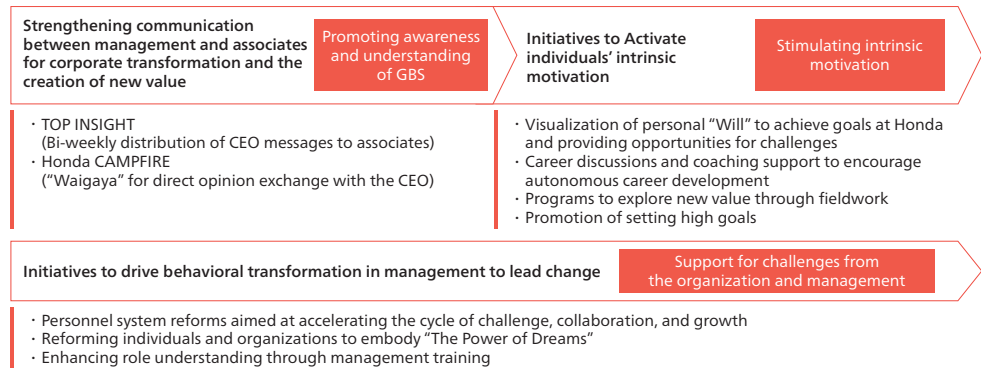 Strengthening communication
between management and associates
for corporate transformation and the
creation of new value
Promoting awareness
and understanding
of GBS
· TOP INSIGHT
(Bi-weekly distribution of CEO messages to associates)
· Honda CAMPFIRE
(“Waigaya” for direct opinion exchange with the CEO)
Initiatives to Activate
individuals’ intrinsic
motivation
Stimulating intrinsic
motivation
· Visualization of personal “Will” to achieve goals at Honda
and providing opportunities for challenges
· Career discussions and coaching support to encourage
autonomous career development
· Programs to explore new value through fieldwork
· Promotion of setting high goals
Initiatives to drive behavioral transformation in management to lead change
Support for challenges from
the organization and management
· Personnel system reforms aimed at accelerating the cycle of challenge, collaboration, and growth
· Reforming individuals and organizations to embody “The Power of Dreams”
· Enhancing role understanding through management training